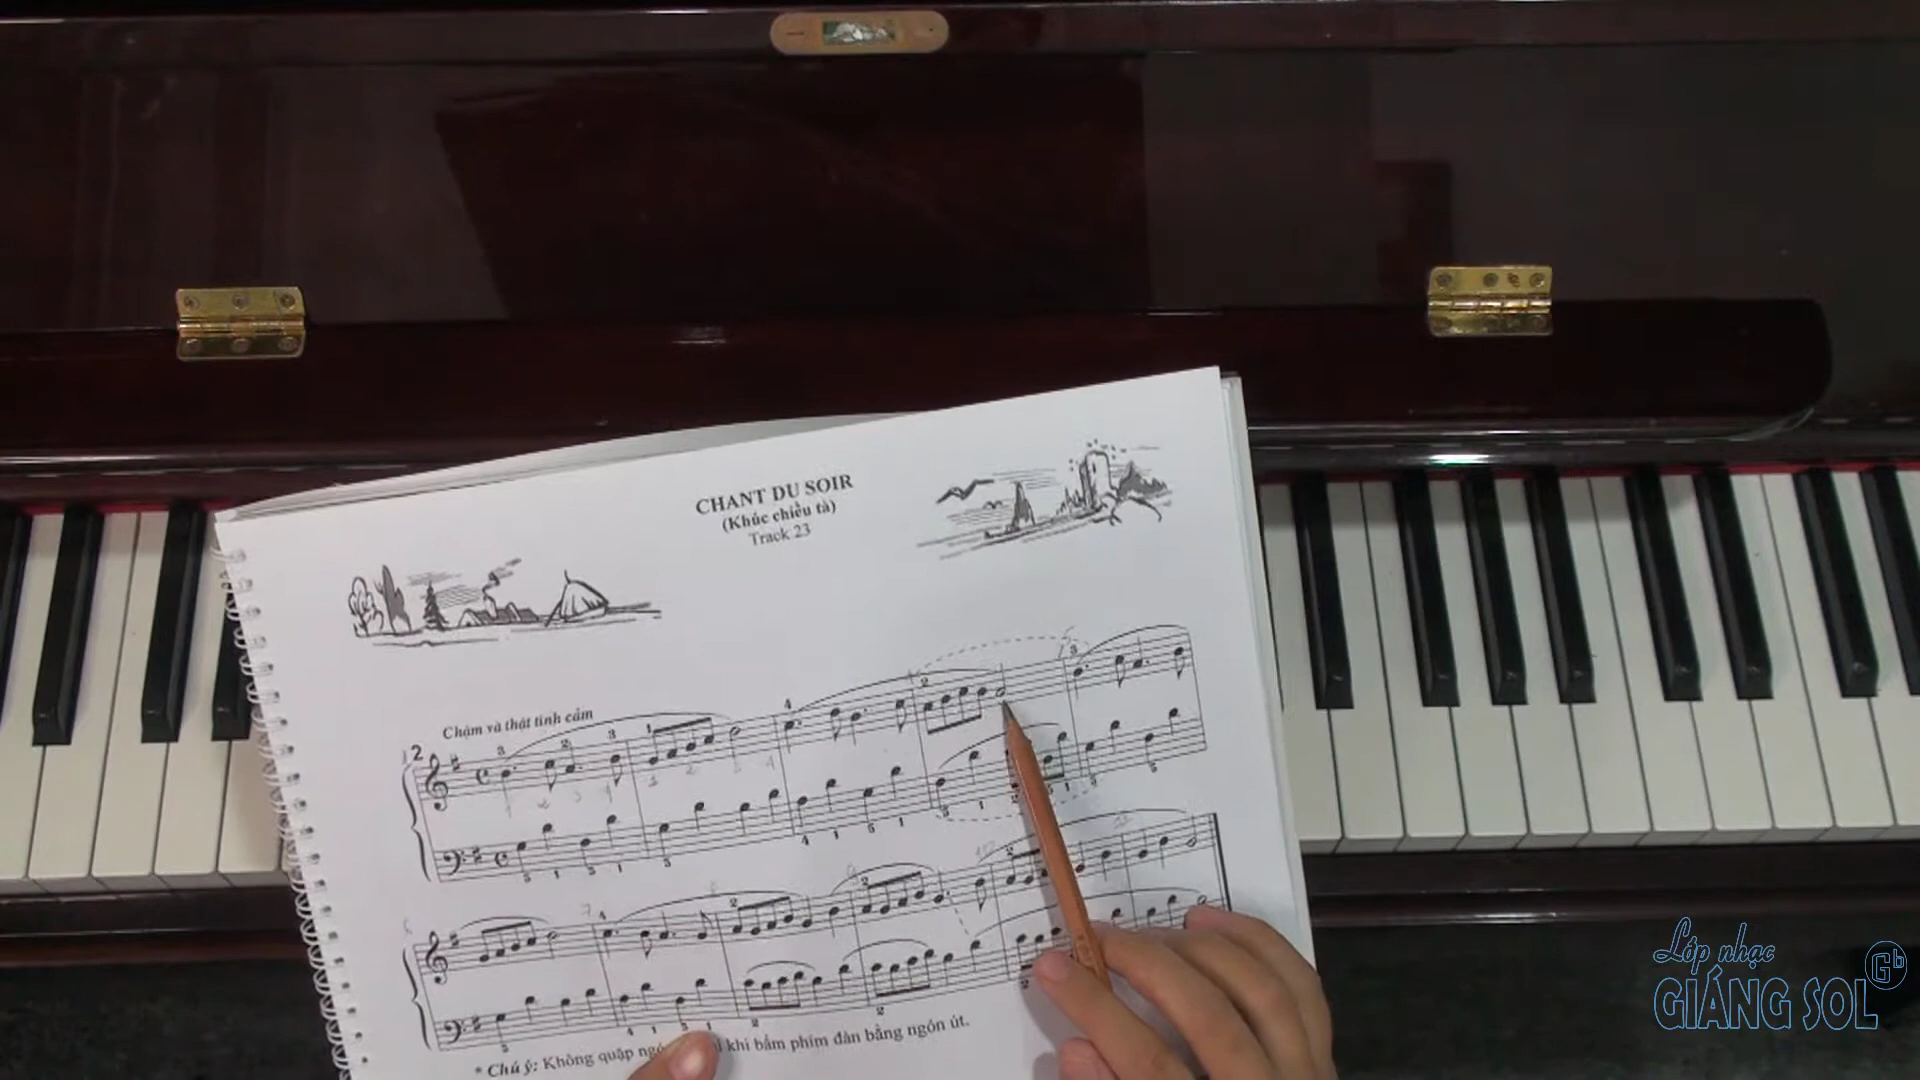 CHANT DU SOIR
(Khúc chiều tà)
Track 23
Chậm và thật tình cảm
* Chú ý: Không quặp khi bấm phím đàn bằng ngón út.
Lớp nhạc
GIÁNG SOL
Gb